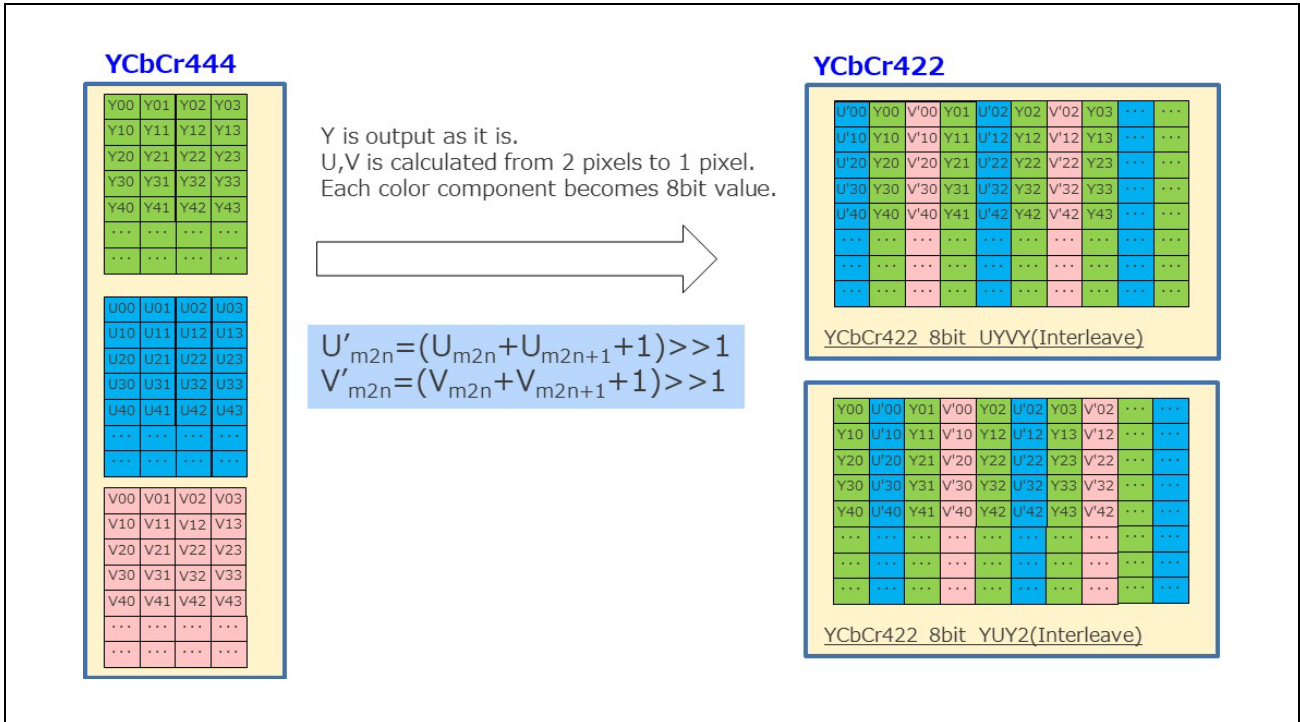 YCbCr444
Y00 Y01 Y02 Y03
Y10 Y11 Y12 Y13
Y20 Y21 Y22 Y23
Y30 Y31 Y32 Y33
Y40 Y41 Y42 Y43
... ... ... ...
... ... ... ...
U00 U01 U02 U03
U10 U11 U12 U13
U20 U21 U22 U23
U30 U31 U32 U33
U40 U41 U42 U43
... ... ... ...
... ... ... ...
V00 V01 V02 V03
V10 V11 V12 V13
V20 V21 V22 V23
V30 V31 V32 V33
V40 V41 V42 V43
... ... ... ...
... ... ... ...
Y is output as it is.
U,V is calculated from 2 pixels to 1 pixel.
Each color component becomes 8bit value.
U′m2n=(Um2n+Um2n+1+1)>>1
V′m2n=(Vm2n+Vm2n+1+1)>>1
YCbCr422
U'00 Y00 V'00 Y01 U'02 Y02 V'02 Y03 ... ...
U'10 Y10 V'10 Y11 U'12 Y12 V'12 Y13 ... ...
U'20 Y20 V'20 Y21 U'22 Y22 V'22 Y23 ... ...
U'30 Y30 V'30 Y31 U'32 Y32 V'32 Y33 ... ...
U'40 Y40 V'40 Y41 U'42 Y42 V'42 Y43 ... ...
... ... ... ... ... ... ... ... ... ...
... ... ... ... ... ... ... ... ... ...
... ... ... ... ... ... ... ... ... ...
YCbCr422 8bit UYVY(Interleave)
Y00 U'00 Y01 V'00 Y02 U'02 Y03 V'02 ... ...
Y10 U'10 Y11 V'10 Y12 U'12 Y13 V'12 ... ...
Y20 U'20 Y21 V'20 Y22 U'22 Y23 V'22 ... ...
Y30 U'30 Y31 V'30 Y32 U'32 Y33 V'32 ... ...
Y40 U'40 Y41 V'40 Y42 U'42 Y43 V'42 ... ...
... ... ... ... ... ... ... ... ... ...
... ... ... ... ... ... ... ... ... ...
... ... ... ... ... ... ... ... ... ...
YCbCr422 8bit YUY2(Interleave)